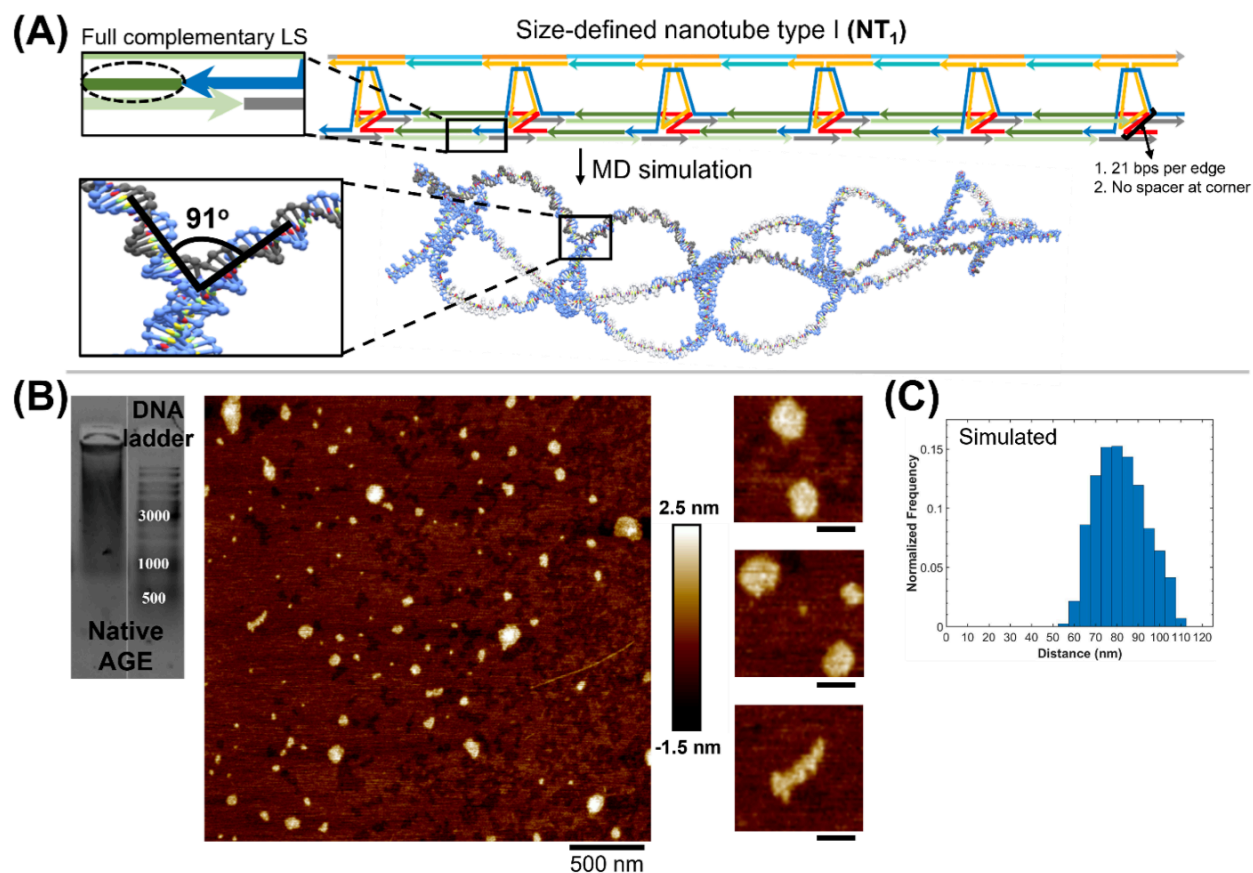 (A)
Full complementary LS
Size-defined nanotube type I (NT₁)
MD simulation
1. 21 bps per edge
2. No spacer at corner
91°
(B)
DNA
ladder
3000
1000
500
Native
AGE
2.5 nm
-1.5 nm
500 nm
(C)
Simulated
Normalized Frequency
0.15
0.1
0.05
0
0 10 20 30 40 50 60 70 80 90 100 110 120
Distance (nm)